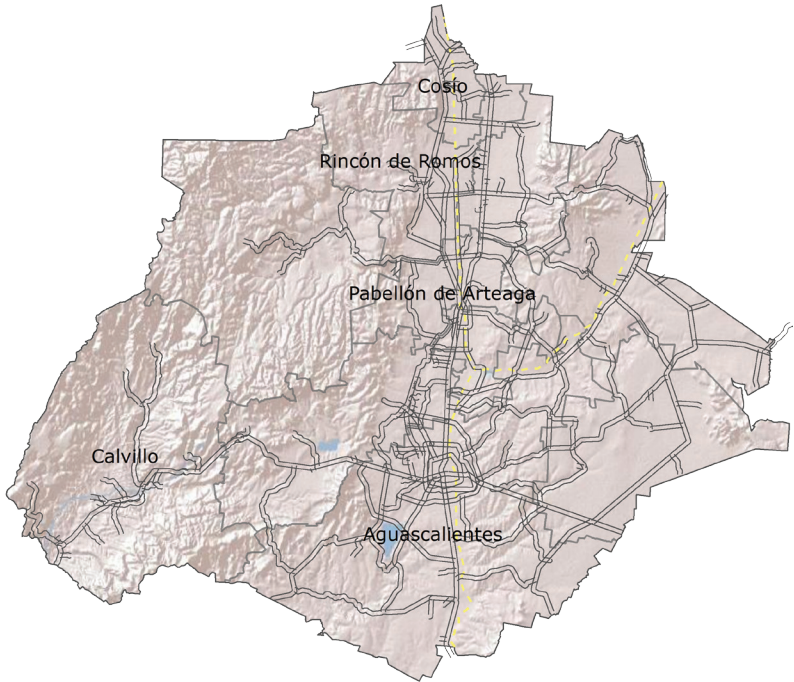 Cosío
Rincón de Romos
Pabellón de Arteaga
Calvillo
Aguascalientes